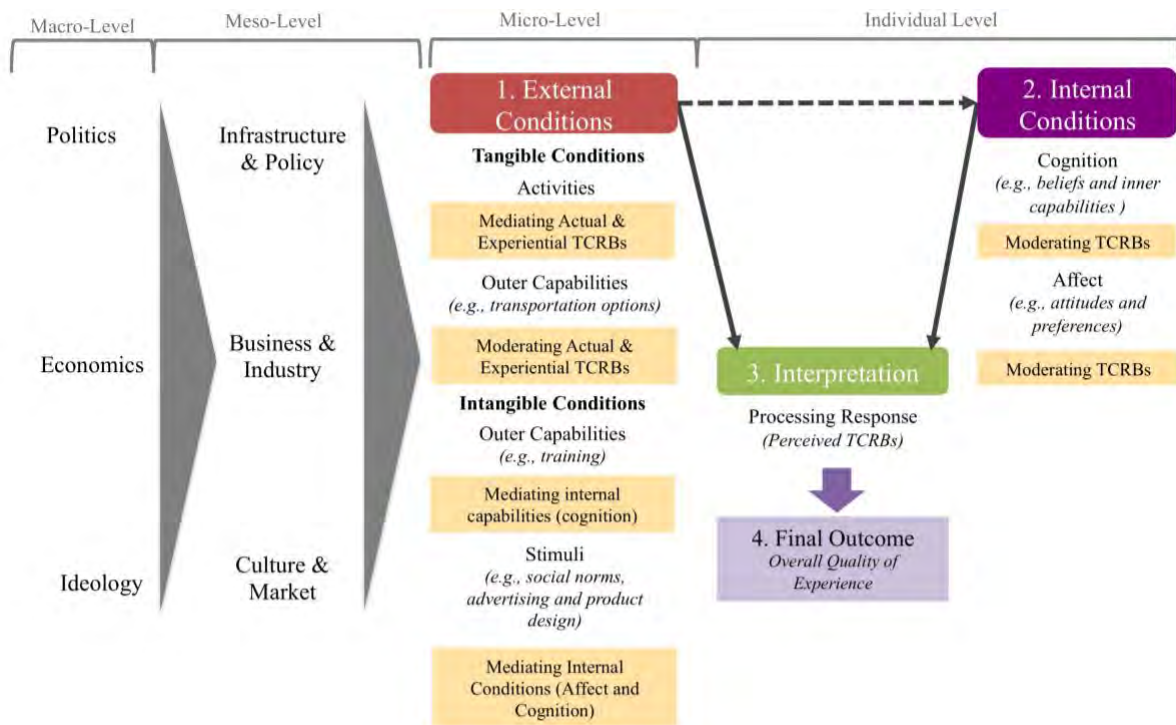 Macro-Level
Meso-Level
Micro-Level
Individual Level
Politics
Economics
Ideology
Infrastructure
& Policy
Business &
Industry
Culture &
Market
1. External
Conditions
Tangible Conditions
Activities
Mediating Actual &
Experiential TCRBs
Outer Capabilities
(e.g., transportation options)
Moderating Actual &
Experiential TCRBs
Intangible Conditions
Outer Capabilities
(e.g., training)
Mediating internal
capabilities (cognition)
Stimuli
(e.g., social norms,
advertising and product
design)
Mediating Internal
Conditions (Affect and
Cognition)
2. Internal
Conditions
Cognition
(e.g., beliefs and inner
capabilities )
Moderating TCRBs
Affect
(e.g., attitudes and
preferences)
Moderating TCRBs
3. Interpretation
Processing Response
(Perceived TCRBs)
4. Final Outcome
Overall Quality of
Experience